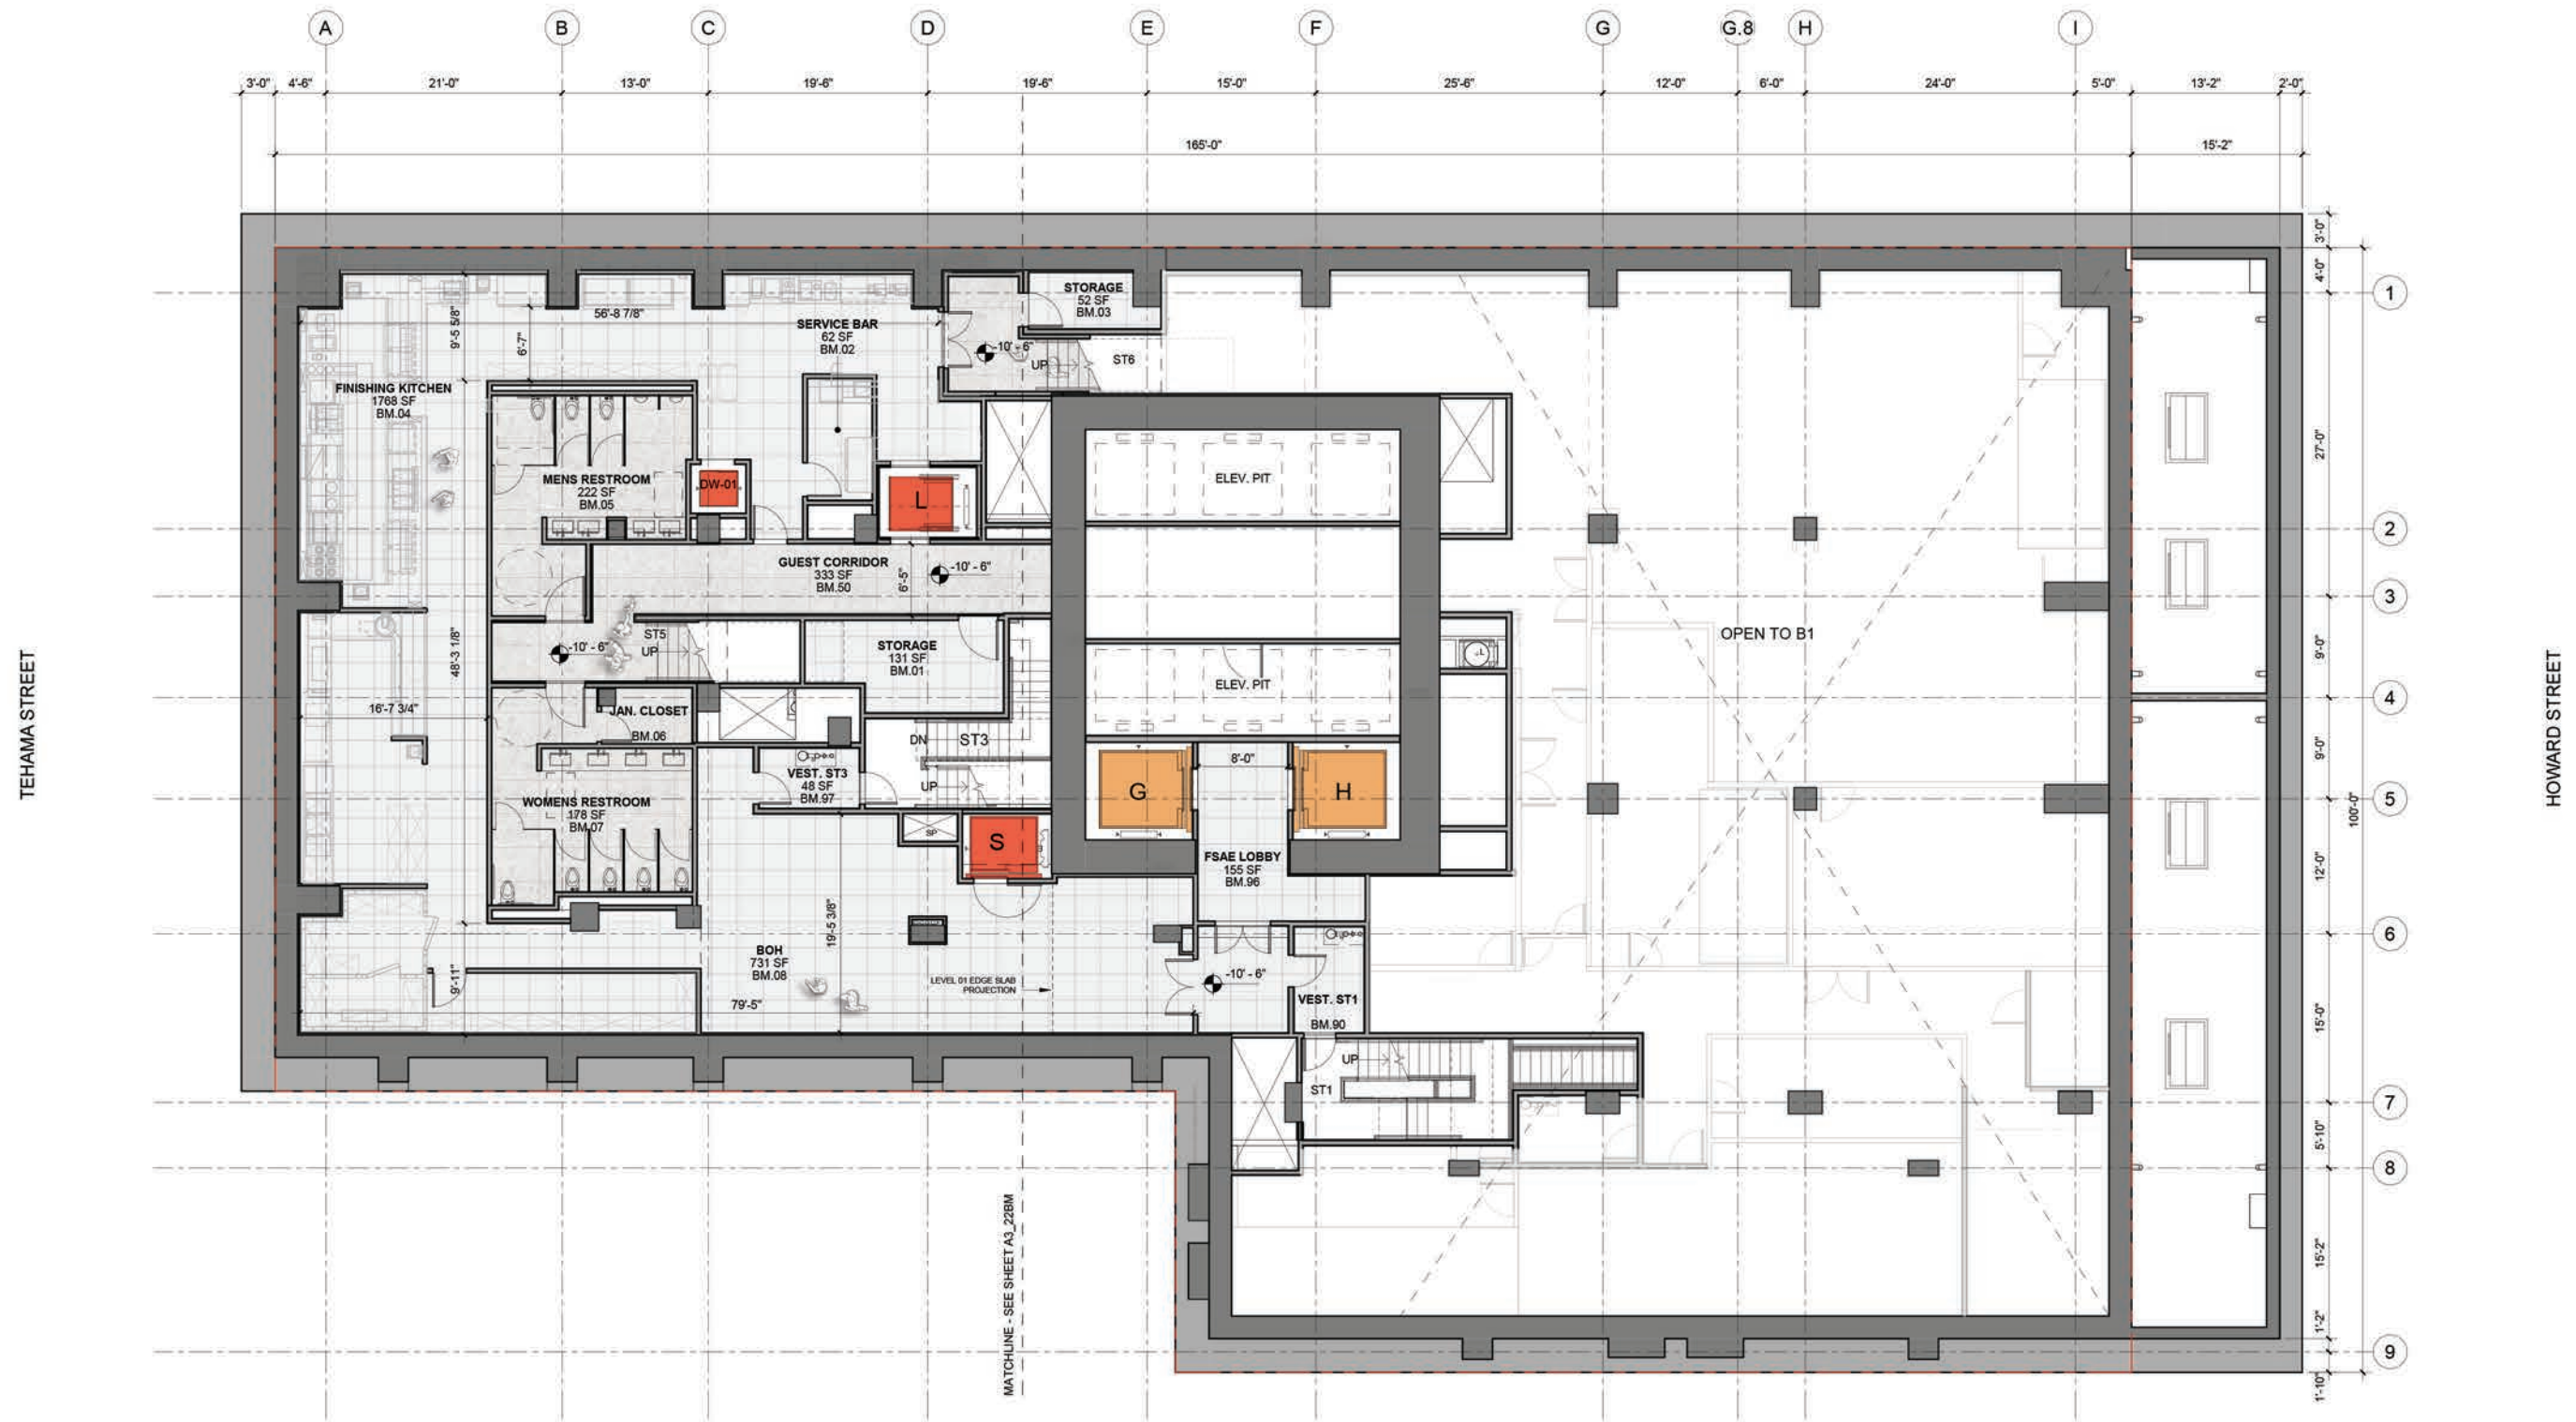 A B C D E F G G.8 H I
3'-0" 4'-6" 21'-0" 13'-0" 19'-6" 19'-6" 15'-0" 25'-6" 12'-0" 6'-0" 24'-0" 5'-0" 13'-2" 2'-0"
165'-0" 15'-2"
3'-0"
4'-0"
1
27'-0"
2
3
9'-0"
4
9'-0"
5
100'-0"
12'-0"
6
15'-0"
7
5'-10"
8
15'-2"
1'-2"
9
1'-10"
TEHAMA STREET
HOWARD STREET
STORAGE
52 SF
BM.03
56'-8 7/8"
9'-5 5/8"
6'-7"
SERVICE BAR
62 SF
BM.02
-10' - 6"
UP
ST6
FINISHING KITCHEN
1768 SF
BM.04
MENS RESTROOM
222 SF
BM.05
DW-01
L
ELEV. PIT
GUEST CORRIDOR
333 SF
BM.50
6'-5"
-10' - 6"
OPEN TO B1
48'-3 1/8"
ST5
UP
-10' - 6"
STORAGE
131 SF
BM.01
ELEV. PIT
L
16'-7 3/4"
JAN. CLOSET
BM.06
DN
ST3
UP
VEST. ST3
48 SF
BM.97
8'-0"
G
H
WOMENS RESTROOM
178 SF
BM.07
SP
S
FSAE LOBBY
155 SF
BM.96
19'-5 3/8"
BOH
731 SF
BM.08
9'-11"
LEVEL 01 EDGE SLAB
PROJECTION
-10' - 6"
79'-5"
VEST. ST1
BM.90
UP
ST1
MATCHLINE - SEE SHEET A3_22BM